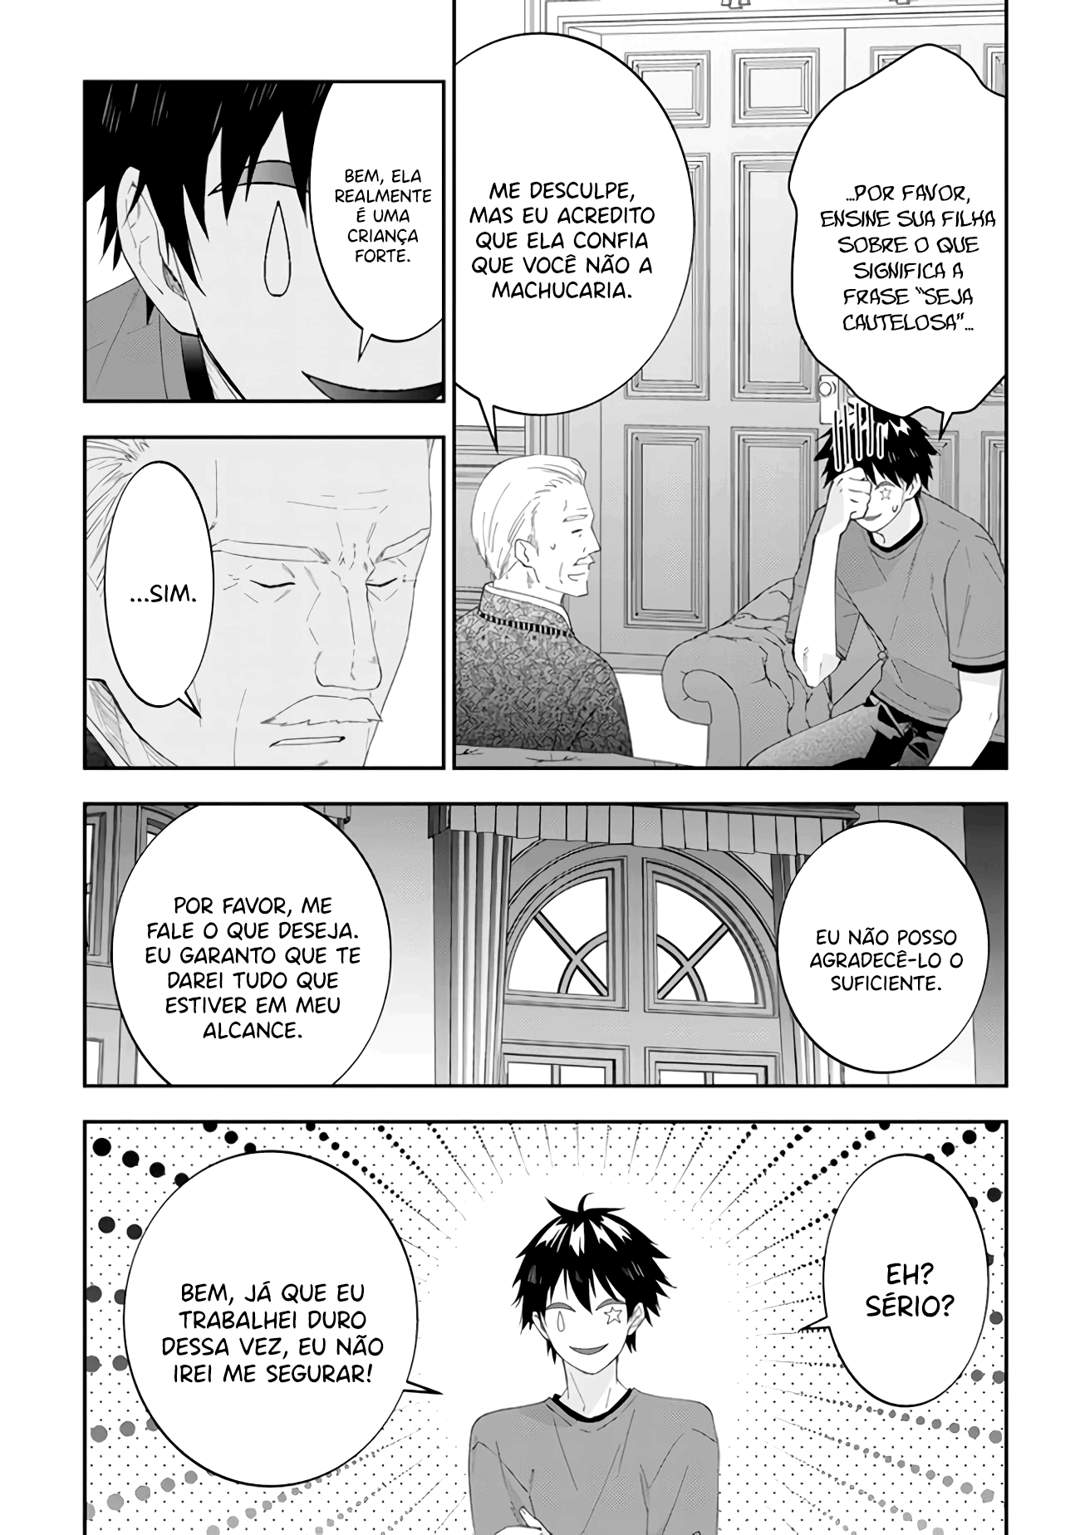 ...POR FAVOR,
ENSINE SUA FILHA
SOBRE O QUE
SIGNIFICA A
FRASE "SEJA
CAUTELOSA"...
ME DESCULPE,
MAS EU ACREDITO
QUE ELA CONFIA
QUE VOCÊ NÃO A
MACHUCARIA.
BEM, ELA
REALMENTE
É UMA
CRIANÇA
FORTE.
...SIM.
EU NÃO POSSO
AGRADECÊ-LO O
SUFICIENTE.
POR FAVOR, ME
FALE O QUE DESEJA.
EU GARANTO QUE TE
DAREI TUDO QUE
ESTIVER EM MEU
ALCANCE.
EH?
SÉRIO?
BEM, JÁ QUE EU
TRABALHEI DURO
DESSA VEZ, EU NÃO
IREI ME SEGURAR!